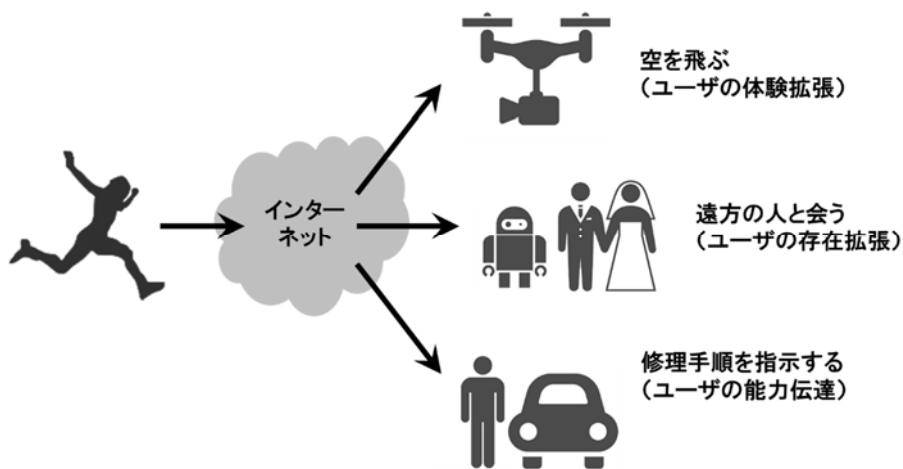 空を飛ぶ
（ユーザの体験拡張）
インター
ネット
遠方の人と会う
（ユーザの存在拡張）
修理手順を指示する
（ユーザの能力伝達）